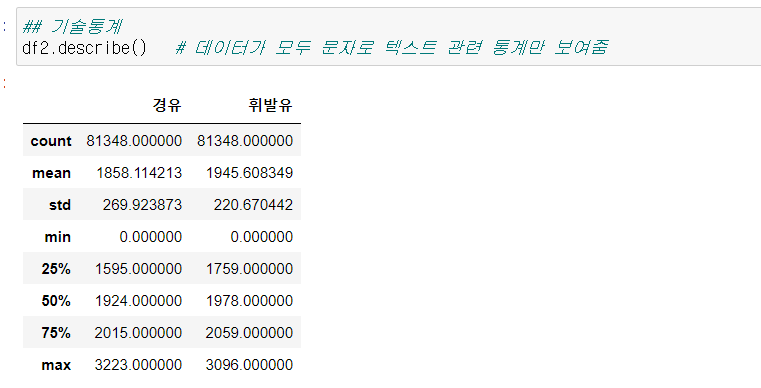 ## 기술통계
df2.describe() # 데이터가 모두 문자로 텍스트 관련 통계만 보여줌
경유 휘발유
count 81348.000000 81348.000000
mean 1858.114213 1945.608349
std 269.923873 220.670442
min 0.000000 0.000000
25% 1595.000000 1759.000000
50% 1924.000000 1978.000000
75% 2015.000000 2059.000000
max 3223.000000 3096.000000